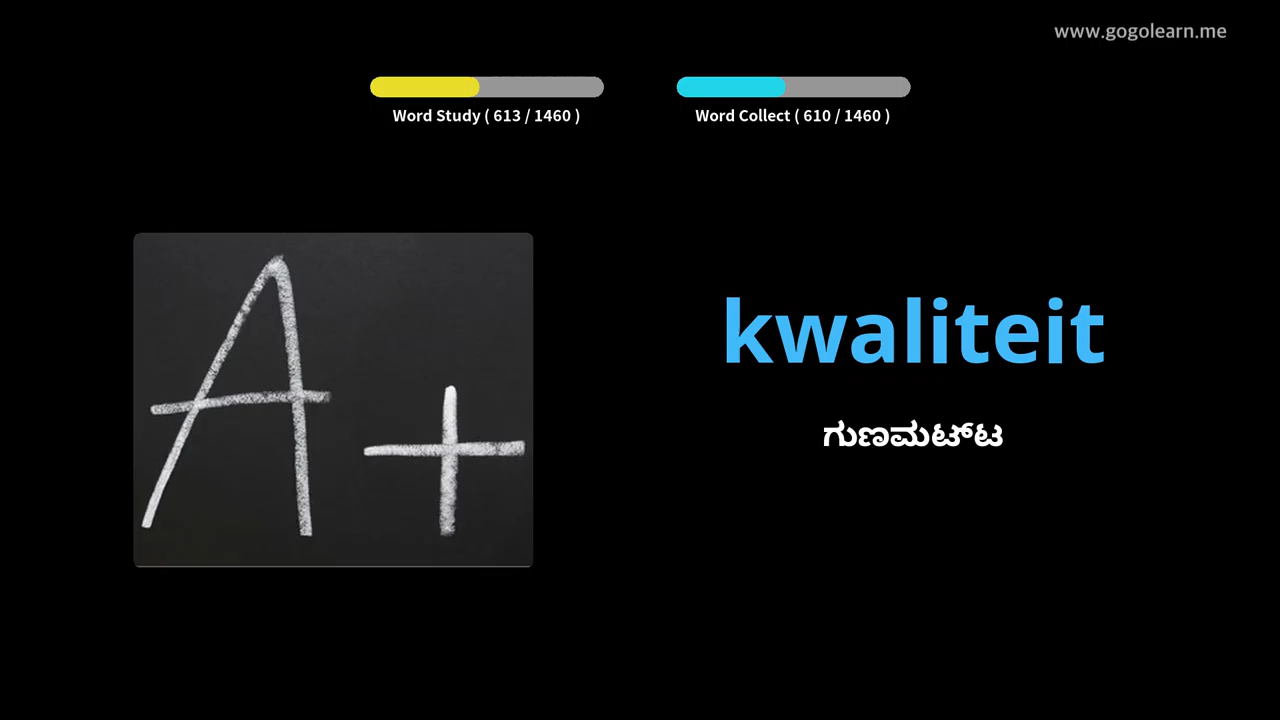 www.gogolearn.me
Word Study ( 613 / 1460 )
Word Collect ( 610 / 1460 )
A+
kwaliteit
ಗುಣಮಟ್ಟ